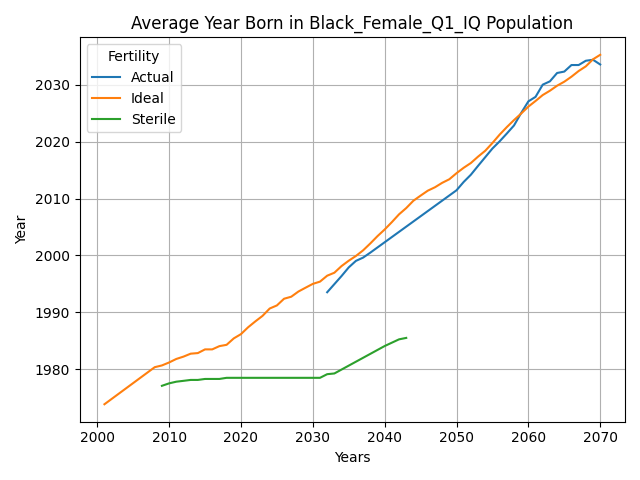 Average Year Born in Black_Female_Q1_IQ Population
Fertility
Actual
Ideal
Sterile
Year
2030
2020
2010
2000
1990
1980
2000 2010 2020 2030 2040 2050 2060 2070
Years